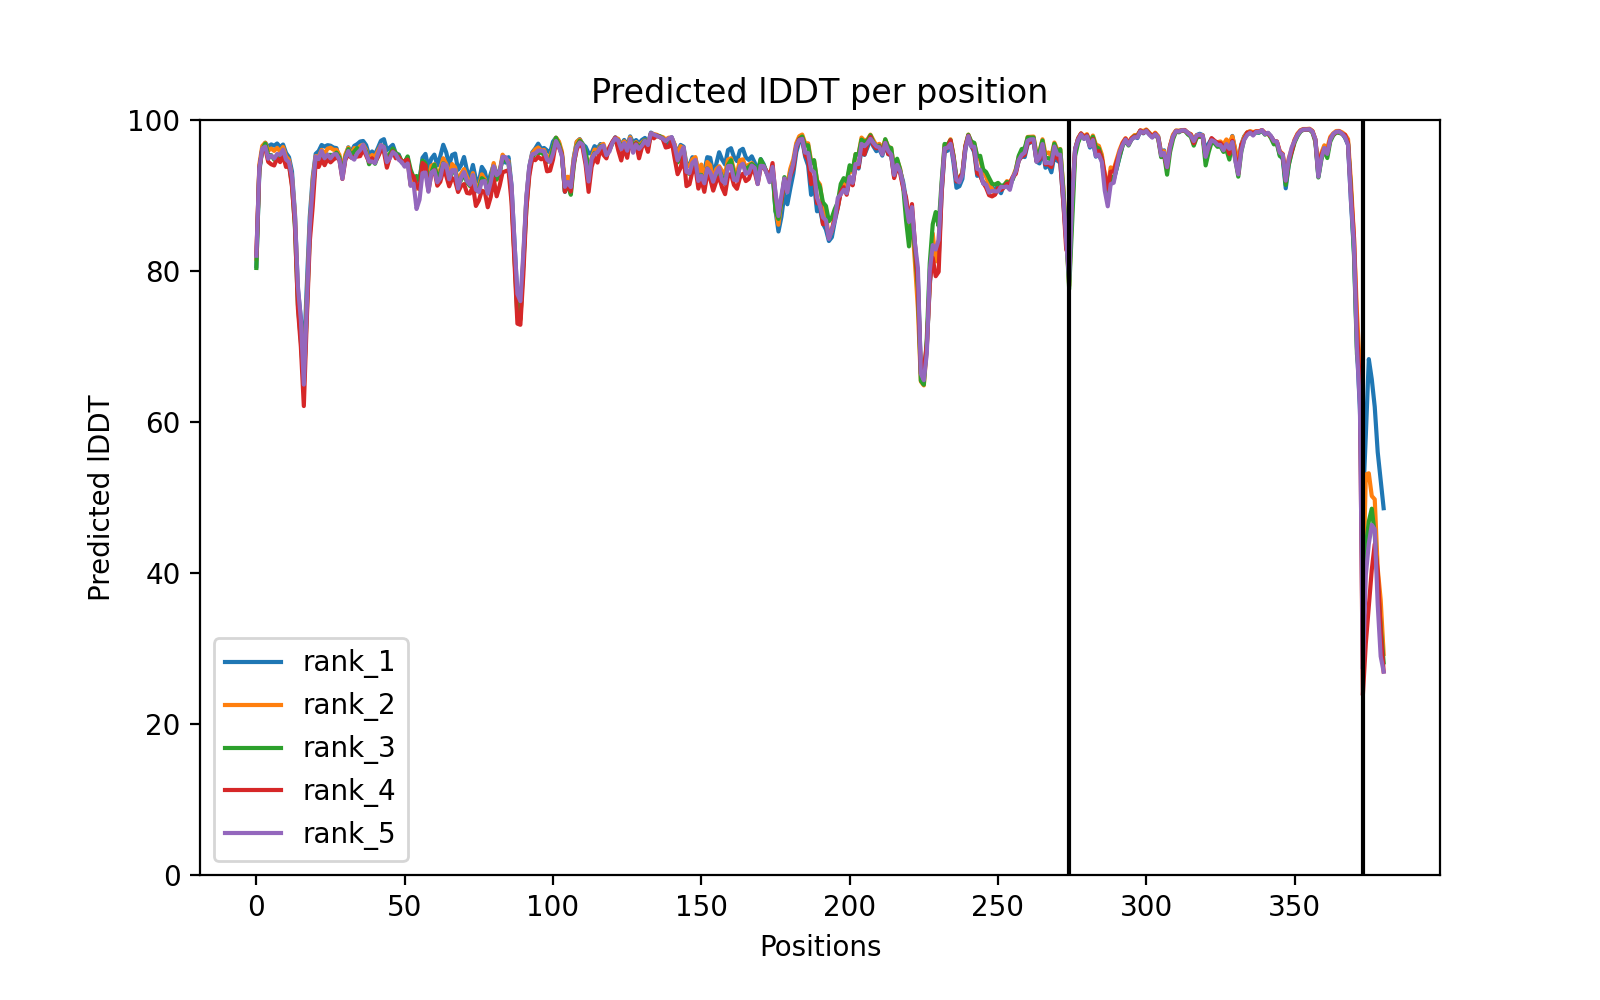 Predicted lDDT per position
100
80
60
40
20
0
Predicted lDDT
rank_1
rank_2
rank_3
rank_4
rank_5
0 50 100 150 200 250 300 350
Positions